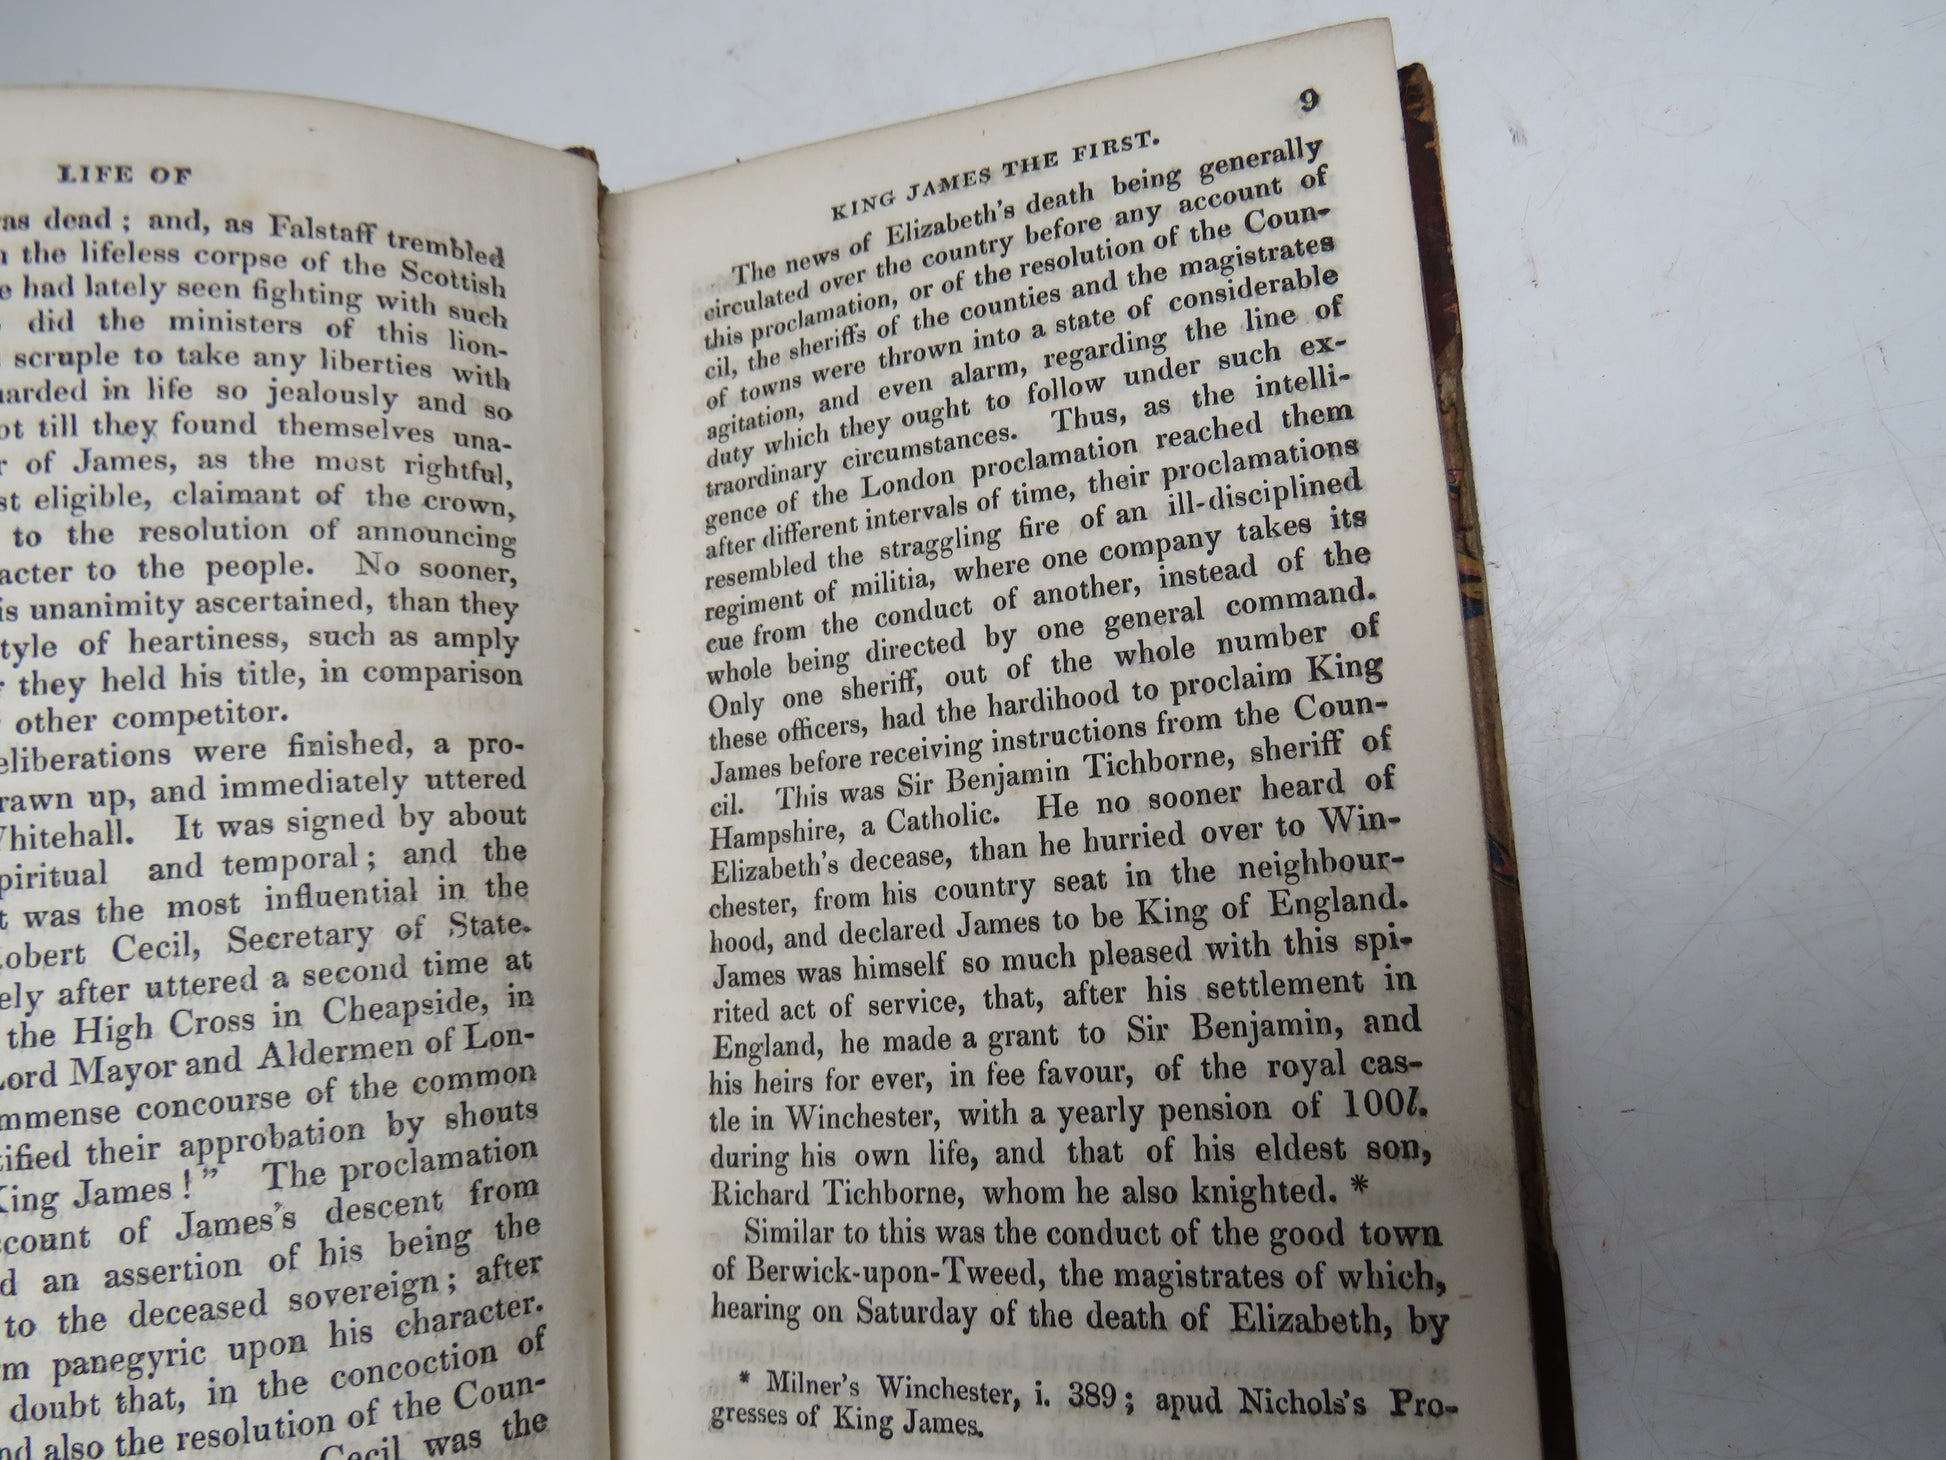 LIFE OF
dead ; and, as Falstaff trembled
the lifeless corpse of the Scottish
had lately seen fighting with such
did the ministers of this lion-
scruple to take any liberties with
in life so jealously and so
till they found themselves una-
of James, as the most rightful,
eligible, claimant of the crown,
to the resolution of announcing
to the people. No sooner,
unanimity ascertained, than they
of heartiness, such as amply
they held his title, in comparison
other competitor.
were finished, a pro-
up, and immediately uttered
It was signed by about
and temporal ; and the
was the most influential in the
Cecil, Secretary of State.
after uttered a second time at
the High Cross in Cheapside, in
Mayor and Aldermen of Lon-
concourse of the common
their approbation by shouts
James ! " The proclamation
of James's descent from
an assertion of his being the
to the deceased sovereign ; after
panegyric upon his character.
doubt that, in the concoction of
also the resolution of the Coun-
Cecil was the
KING JAMES THE FIRST. 9
The news of Elizabeth's death being generally
circulated over the country before any account of
this proclamation, or of the resolution of the Coun-
cil, the sheriffs of the counties and the magistrates
of towns were thrown into a state of considerable
agitation, and even alarm, regarding the line of
duty which they ought to follow under such ex-
traordinary circumstances. Thus, as the intelli-
gence of the London proclamation reached them
after different intervals of time, their proclamations
resembled the straggling fire of an ill-disciplined
regiment of militia, where one company takes its
cue from the conduct of another, instead of the
whole being directed by one general command.
Only one sheriff, out of the whole number of
these officers, had the hardihood to proclaim King
James before receiving instructions from the Coun-
cil. This was Sir Benjamin Tichborne, sheriff of
Hampshire, a Catholic. He no sooner heard of
Elizabeth's decease, than he hurried over to Win-
chester, from his country seat in the neighbour-
hood, and declared James to be King of England.
James was himself so much pleased with this spi-
rited act of service, that, after his settlement in
England, he made a grant to Sir Benjamin, and
his heirs for ever, in fee favour, of the royal cas-
tle in Winchester, with a yearly pension of 100l.
during his own life, and that of his eldest son,
Richard Tichborne, whom he also knighted. *
Similar to this was the conduct of the good town
of Berwick-upon-Tweed, the magistrates of which,
hearing on Saturday of the death of Elizabeth, by
* Milner's Winchester, i. 389 ; apud Nichols's Pro-
gresses of King James.